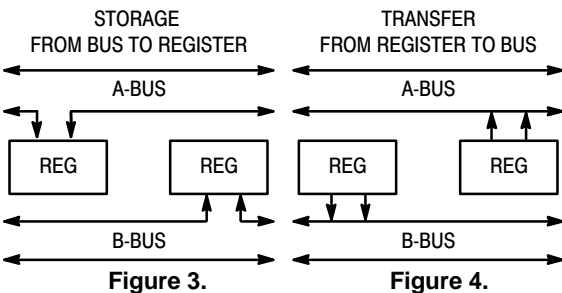 STORAGE
FROM BUS TO REGISTER
A-BUS
REG
REG
B-BUS
Figure 3.
TRANSFER
FROM REGISTER TO BUS
A-BUS
REG
REG
B-BUS
Figure 4.